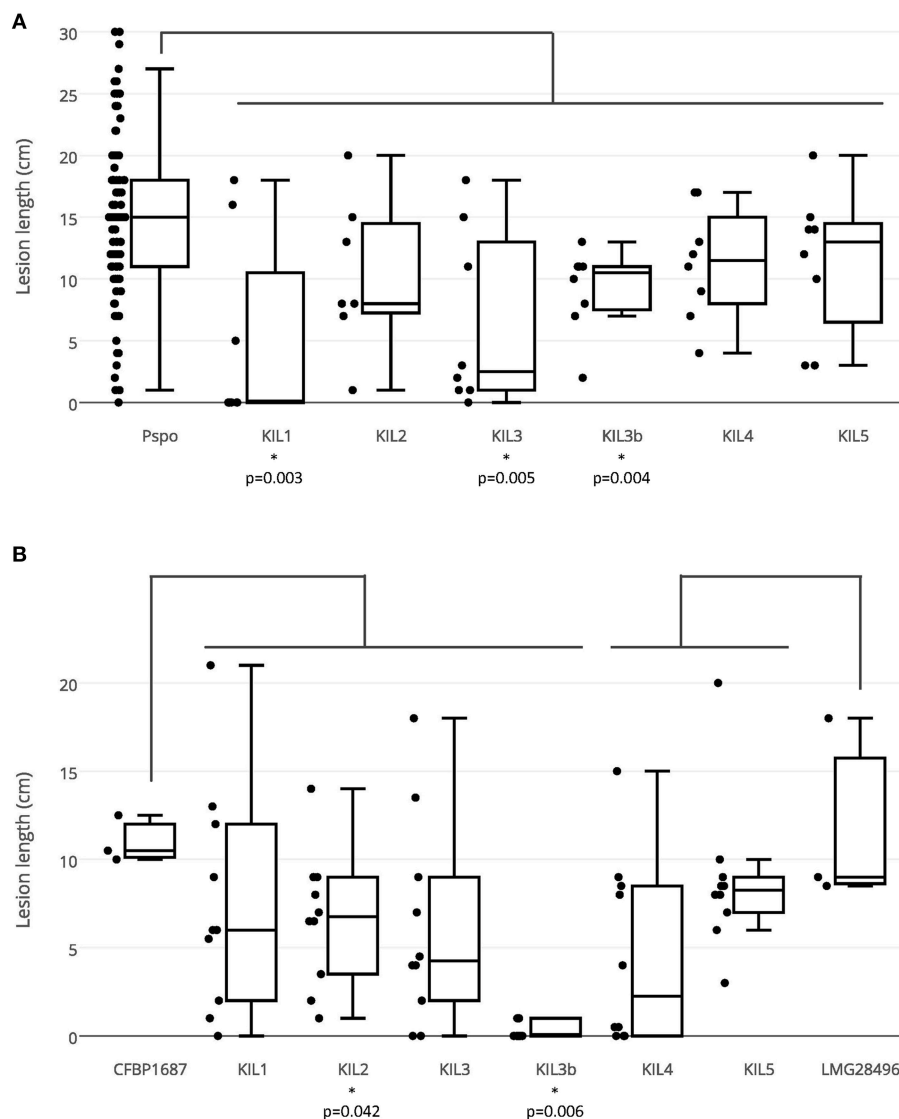 A
30
25
20
15
10
5
0
Lesion length (cm)
Pspo KIL1 KIL2 KIL3 KIL3b KIL4 KIL5
* * *
p=0.003 p=0.005 p=0.004
B
20
15
10
5
0
Lesion length (cm)
CFBP1687 KIL1 KIL2 KIL3 KIL3b KIL4 KIL5 LMG28496
* *
p=0.042 p=0.006